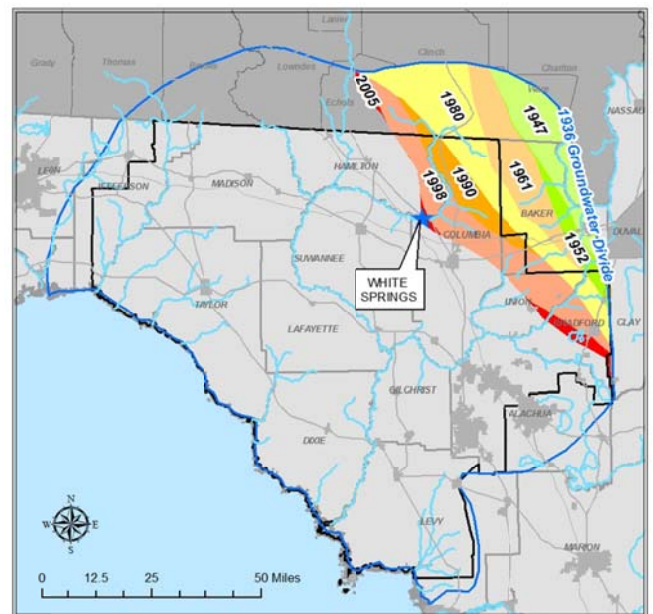 Lanier
Grady
Thomas
Lowndes
Clinch
Charlton
Echols
Ware
NASSAU
2005
1980
1947
1936 Groundwater Divide
HAMILTON
1998
1990
1961
BAKER
LEON
JEFFERSON
MADISON
COLUMBIA
DUVAL
1952
SUWANNEE
WHITE
SPRINGS
UNION
TAYLOR
LAFAYETTE
BRADFORD
CLAY
GILCHRIST
ALACHUA
DIXIE
LEVY
MARION
N
W
E
S
0 12.5 25 50 Miles